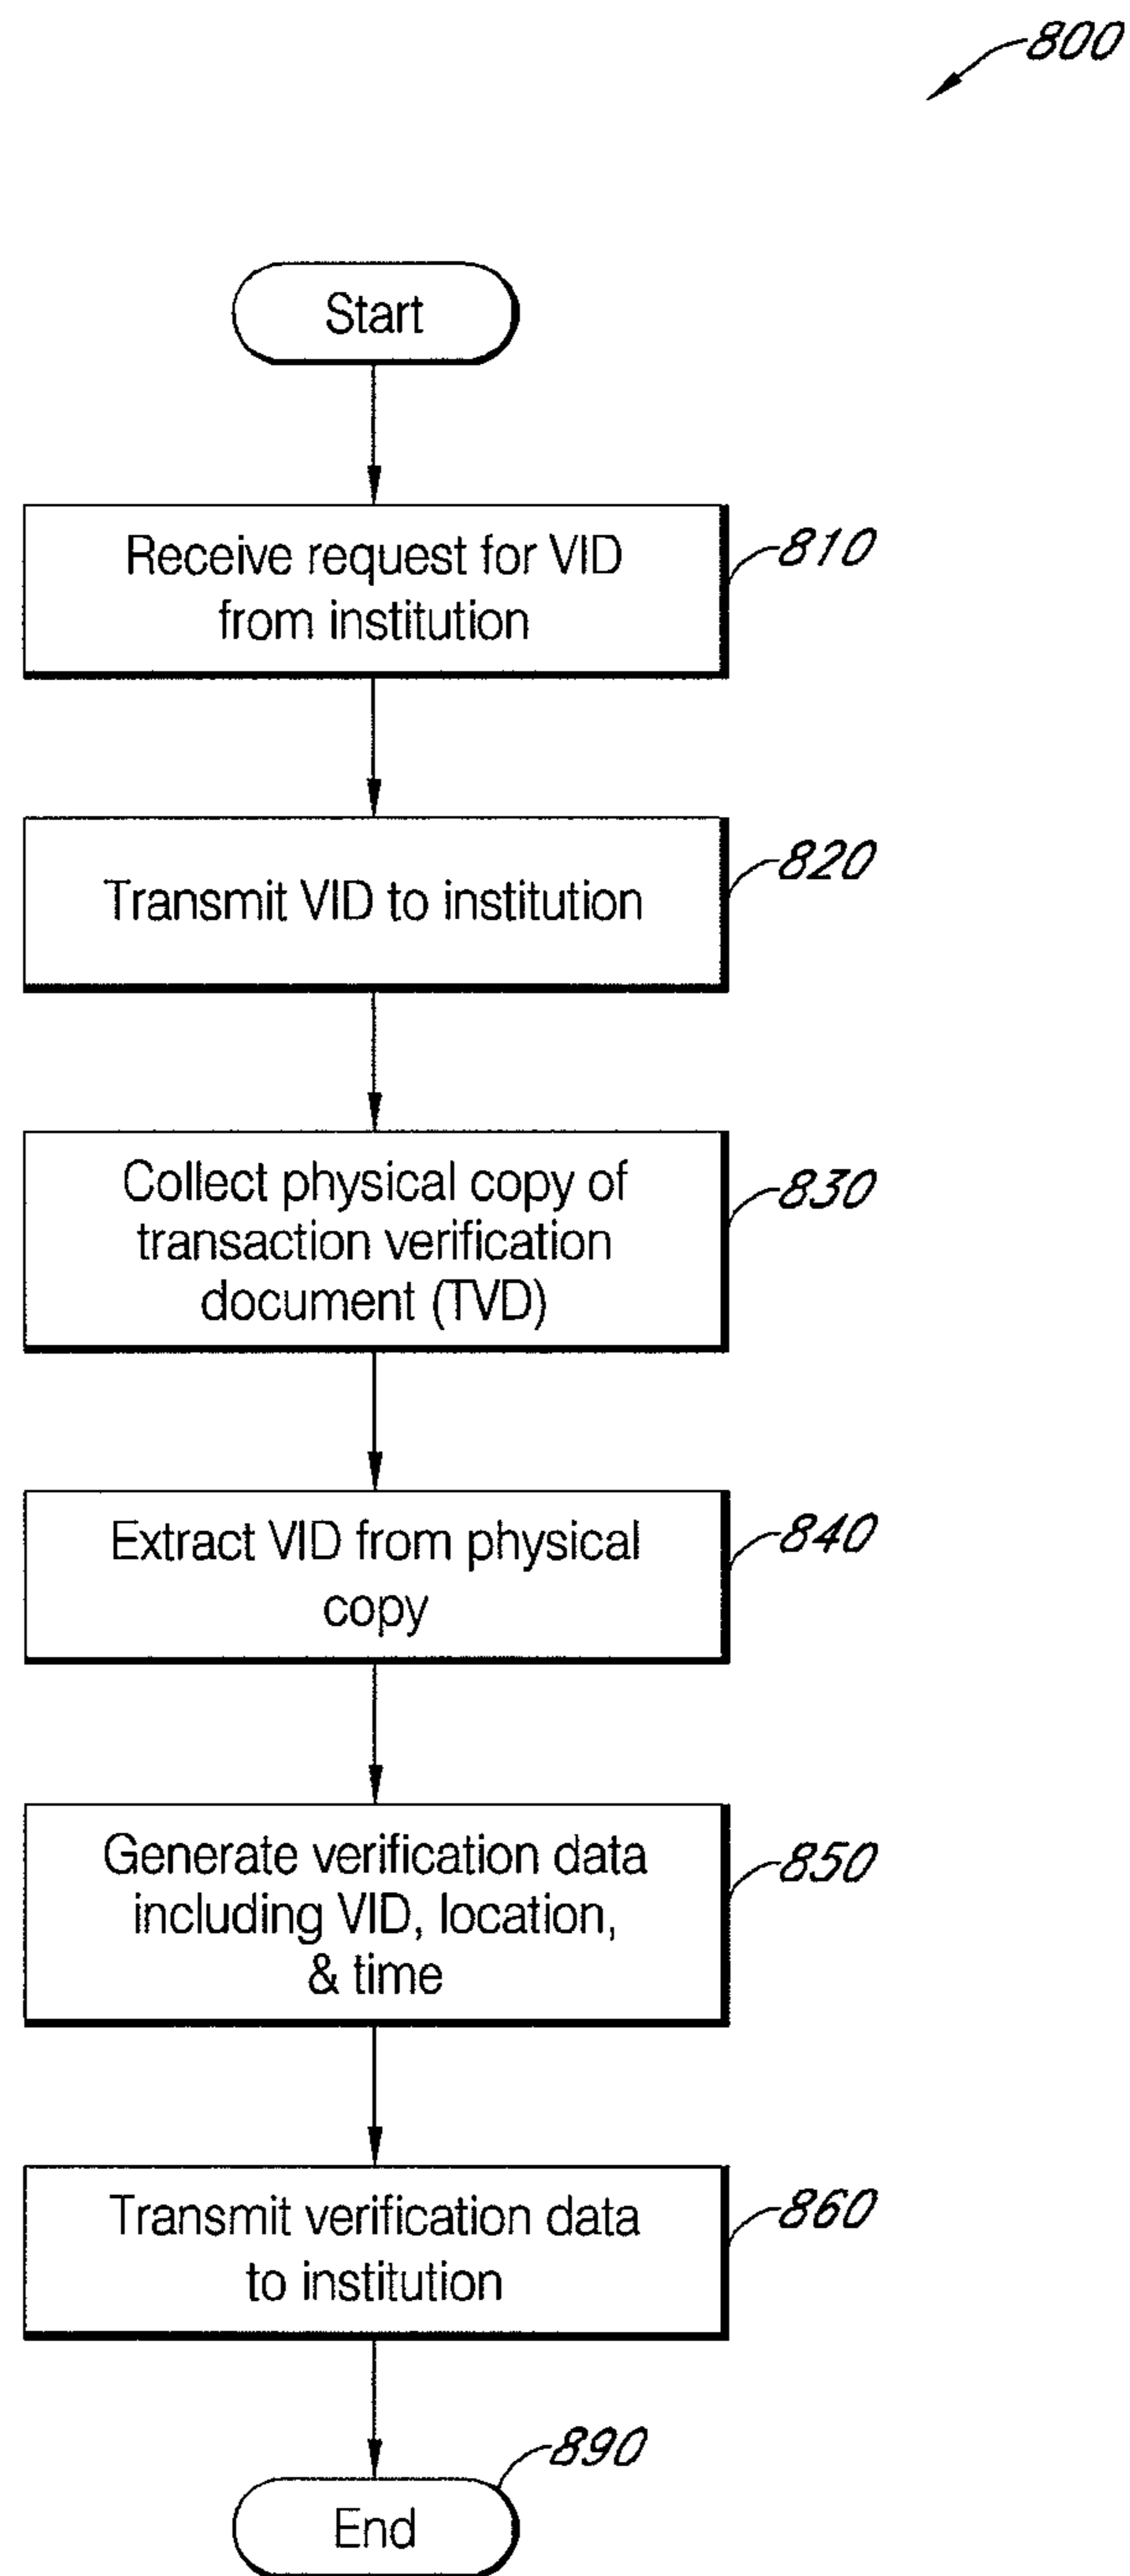 800
Start
Receive request for VID
from institution
810
Transmit VID to institution
820
Collect physical copy of
transaction verification
document (TVD)
830
Extract VID from physical
copy
840
Generate verification data
including VID, location,
& time
850
Transmit verification data
to institution
860
End
890